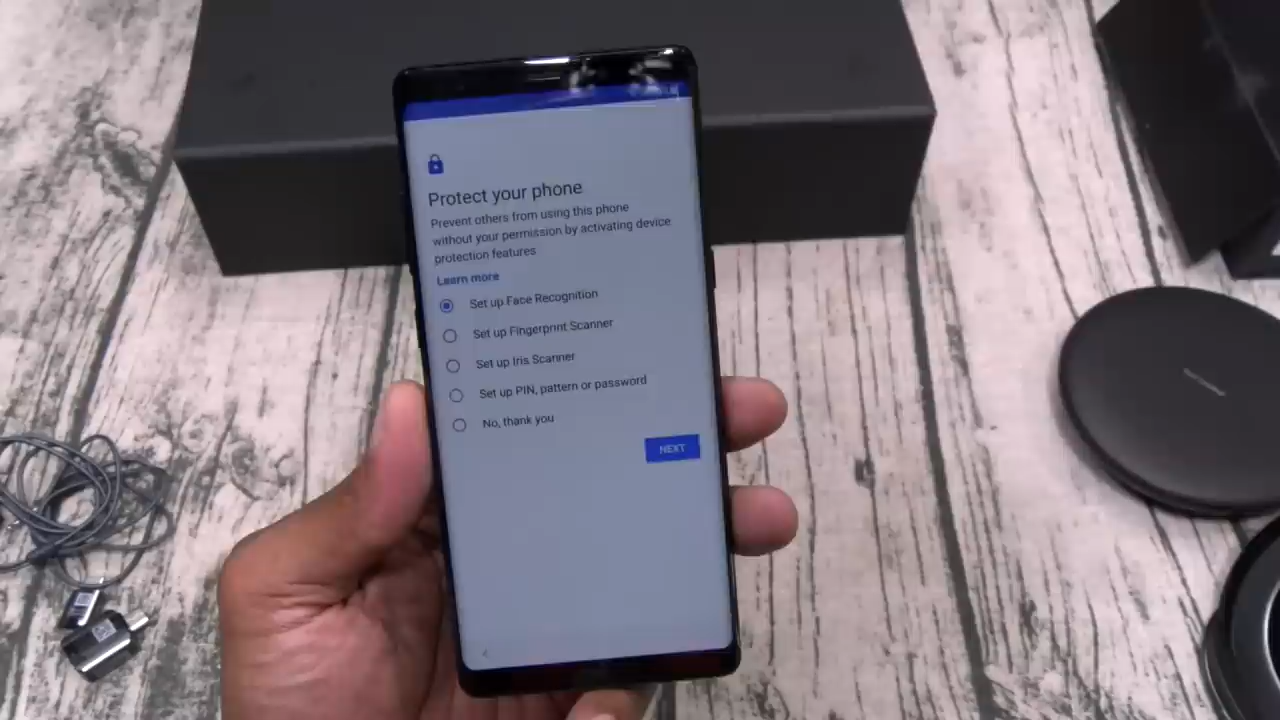 Protect your phone
Prevent others from using this phone
without your permission by activating device
protection features
Learn more
Set up Face Recognition
Set up Fingerprint Scanner
Set up Iris Scanner
Set up PIN, pattern or password
No, thank you
NEXT